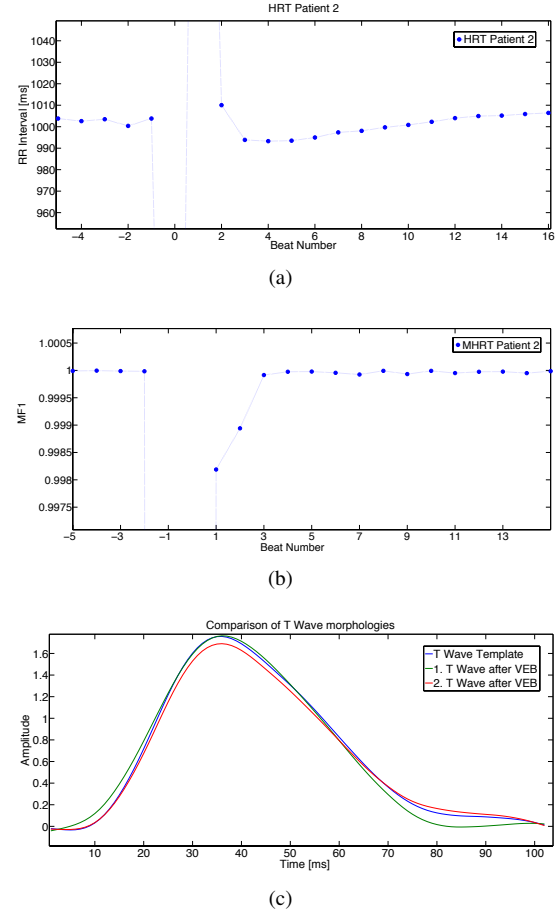 HRT Patient 2
HRT Patient 2
1040
1030
1020
1010
1000
990
980
970
960
RR Interval [ms]
−4 −2 0 2 4 6 8 10 12 14 16
Beat Number
(a)
MHRT Patient 2
1.0005
1
0.9995
0.999
0.9985
0.998
0.9975
MF1
-5 -3 -1 1 3 5 7 9 11 13
Beat Number
(b)
Comparison of T Wave morphologies
T Wave Template
1. T Wave after VEB
2. T Wave after VEB
1.6
1.4
1.2
1
0.8
0.6
0.4
0.2
0
Amplitude
10 20 30 40 50 60 70 80 90 100
Time [ms]
(c)